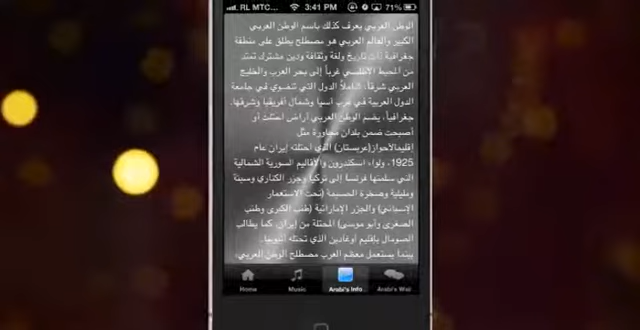 RL MTC... 3:41 PM 71%
الوطن العربي يعرف كذلك باسم الوطن العربي
الكبير والعالم العربي هو مصطلح يطلق على منطقة
جغرافية ذات تاريخ ولغة وثقافة ودين مشترك تمتد
من المحيط الأطلسي غرباً إلى بحر العرب والخليج
العربي شرقاً، شاملاً الدول التي تنضوي في جامعة
الدول العربية في غرب آسيا وشمال أفريقيا وشرقها.
جغرافياً، يضم الوطن العربي أراض احتلت أو
أصبحت ضمن بلدان مجاورة مثل
إقليم الأحواز(عربستان) الذي احتلته إيران عام
1925، ولواء اسكندرون والأقاليم السورية الشمالية
التي سلمتها فرنسا إلى تركيا وجزر الكناري وسبتة
ومليلية وصخرة الحسيمة (تحت الاستعمار
الإسباني) والجزر الإماراتية (طنب الكبرى وطنب
الصغرى وأبو موسى) المحتلة من إيران. كما يطالب
الصومال بإقليم أوغادين الذي تحتله أثيوبيا.
بينما يستعمل معظم العرب مصطلح الوطن العربي،
Home Music Arabi's Info Arabi's Wall